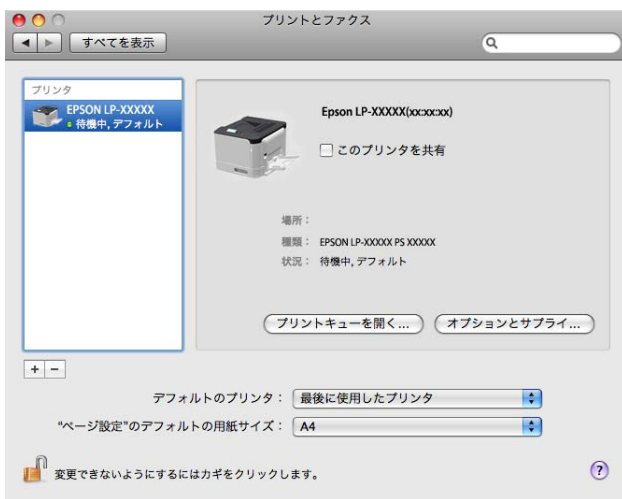 プリントとファクス
すべてを表示
プリンタ
EPSON LP-XXXXX
待機中, デフォルト
Epson LP-XXXXX(xx:xx:xx)
このプリンタを共有
場所：
種類： EPSON LP-XXXXX PS XXXXX
状況： 待機中, デフォルト
プリントキューを開く...
オプションとサプライ...
+ −
デフォルトのプリンタ： 最後に使用したプリンタ
"ページ設定"のデフォルトの用紙サイズ： A4
変更できないようにするにはカギをクリックします。
?